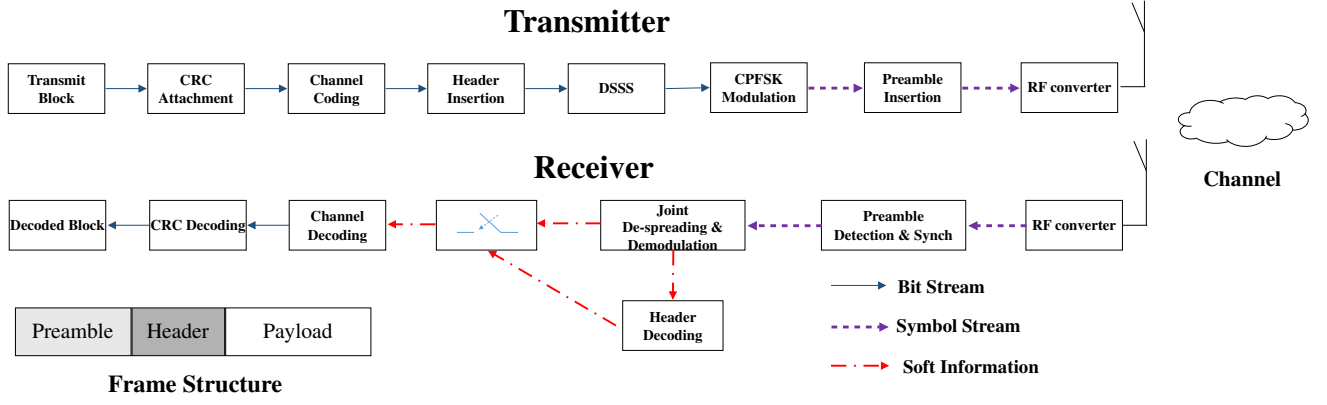 Transmitter
Transmit
Block
CRC
Attachment
Channel
Coding
Header
Insertion
DSSS
CPFSK
Modulation
Preamble
Insertion
RF converter
Channel
Receiver
Decoded Block
CRC Decoding
Channel
Decoding
Joint
De-spreading &
Demodulation
Preamble
Detection & Synch
RF converter
Header
Decoding
Bit Stream
Symbol Stream
Soft Information
Preamble
Header
Payload
Frame Structure